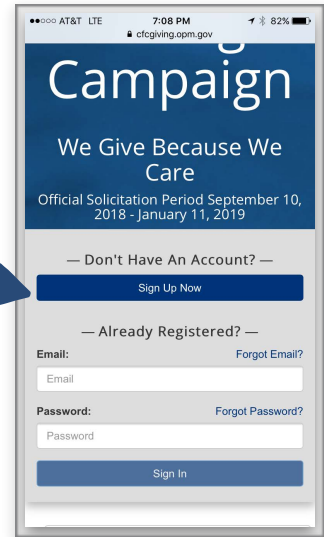 AT&T LTE 7:08 PM 82%
cfcgiving.opm.gov
Campaign
We Give Because We
Care
Official Solicitation Period September 10,
2018 - January 11, 2019
— Don't Have An Account? —
Sign Up Now
— Already Registered? —
Email: Forgot Email?
Email
Password: Forgot Password?
Password
Sign In